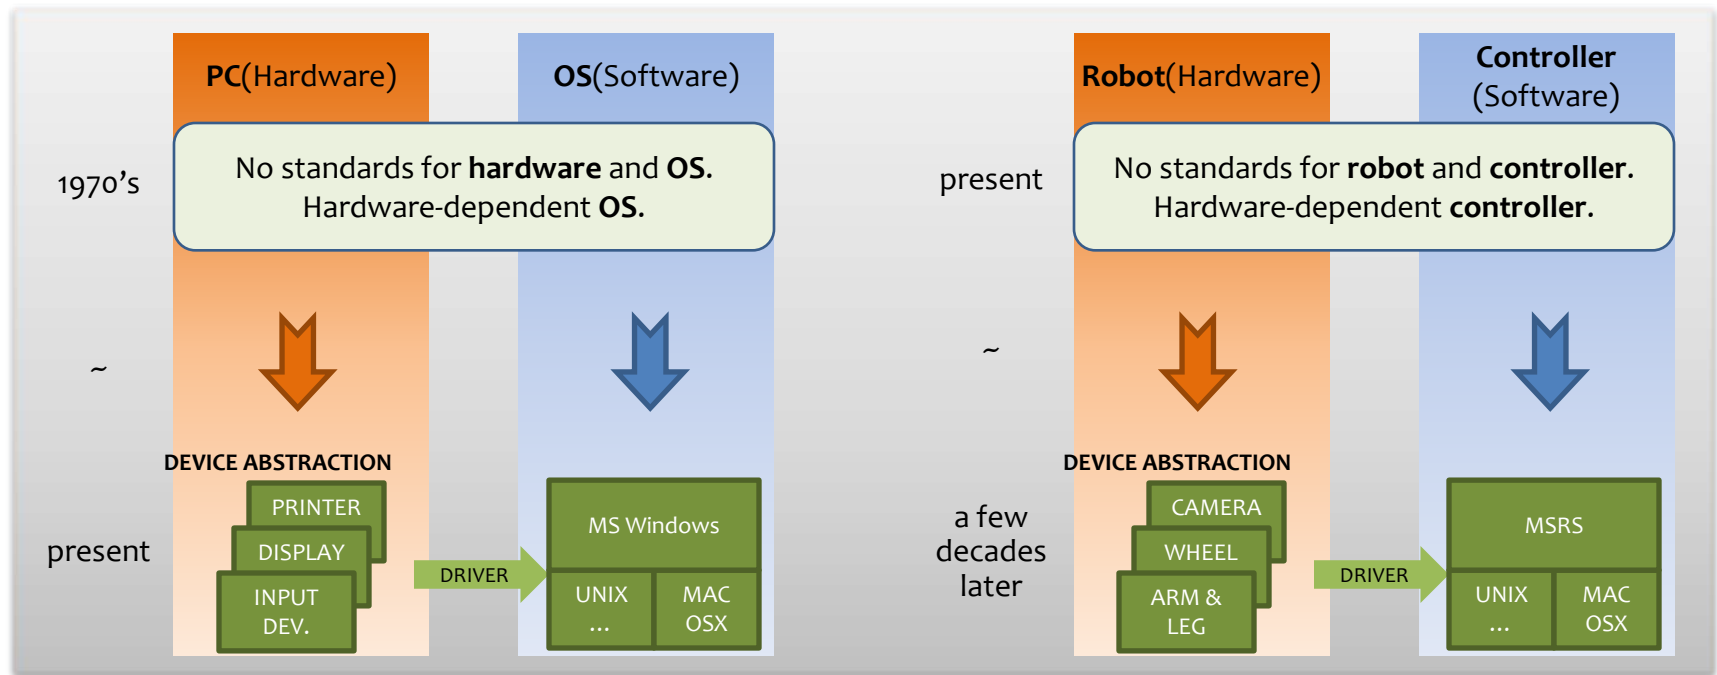 PC(Hardware)
OS(Software)
1970's
No standards for hardware and OS.
Hardware-dependent OS.
~
DEVICE ABSTRACTION
present
PRINTER
DISPLAY
INPUT
DEV.
DRIVER
MS Windows
UNIX
...
MAC
OSX
Robot(Hardware)
Controller
(Software)
present
No standards for robot and controller.
Hardware-dependent controller.
~
DEVICE ABSTRACTION
a few
decades
later
CAMERA
WHEEL
ARM &
LEG
DRIVER
MSRS
UNIX
...
MAC
OSX